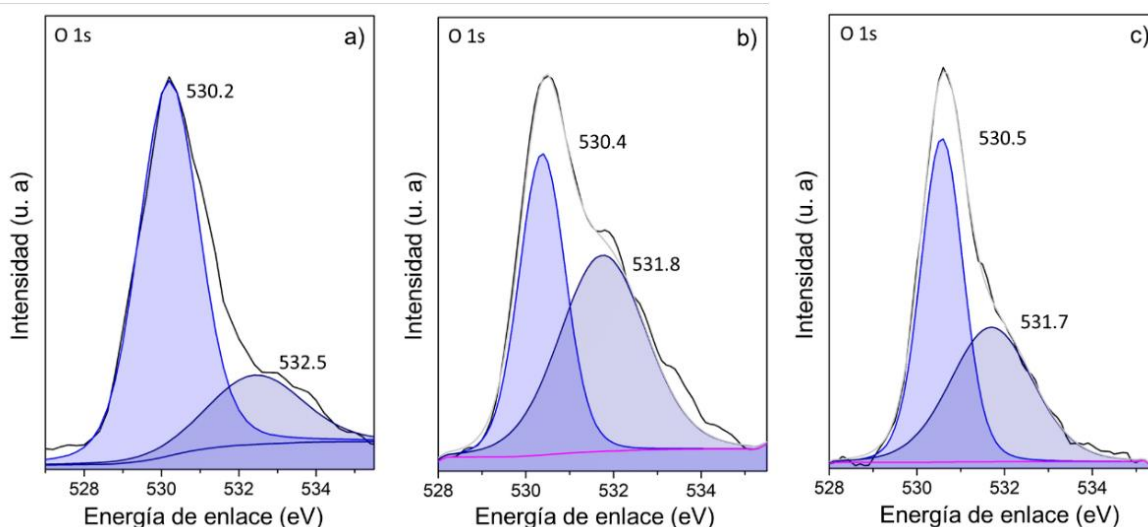 O 1s
a)
530.2
532.5
Intensidad (u. a)
528 530 532 534
Energía de enlace (eV)
O 1s
b)
530.4
531.8
Intensidad (u. a)
528 530 532 534
Energía de enlace (eV)
O 1s
c)
530.5
531.7
Intensidad (u. a)
528 530 532 534
Energía de enlace (eV)